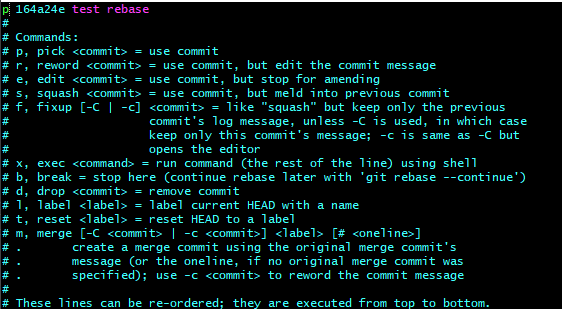 p 164a24e test rebase
#
# Commands:
# p, pick <commit> = use commit
# r, reword <commit> = use commit, but edit the commit message
# e, edit <commit> = use commit, but stop for amending
# s, squash <commit> = use commit, but meld into previous commit
# f, fixup [-C | -c] <commit> = like "squash" but keep only the previous
#                    commit's log message, unless -C is used, in which case
#                    keep only this commit's message; -c is same as -C but
#                    opens the editor
# x, exec <command> = run command (the rest of the line) using shell
# b, break = stop here (continue rebase later with 'git rebase --continue')
# d, drop <commit> = remove commit
# l, label <label> = label current HEAD with a name
# t, reset <label> = reset HEAD to a label
# m, merge [-C <commit> | -c <commit>] <label> [# <oneline>]
# .       create a merge commit using the original merge commit's
# .       message (or the oneline, if no original merge commit was
# .       specified); use -c <commit> to reword the commit message
#
# These lines can be re-ordered; they are executed from top to bottom.